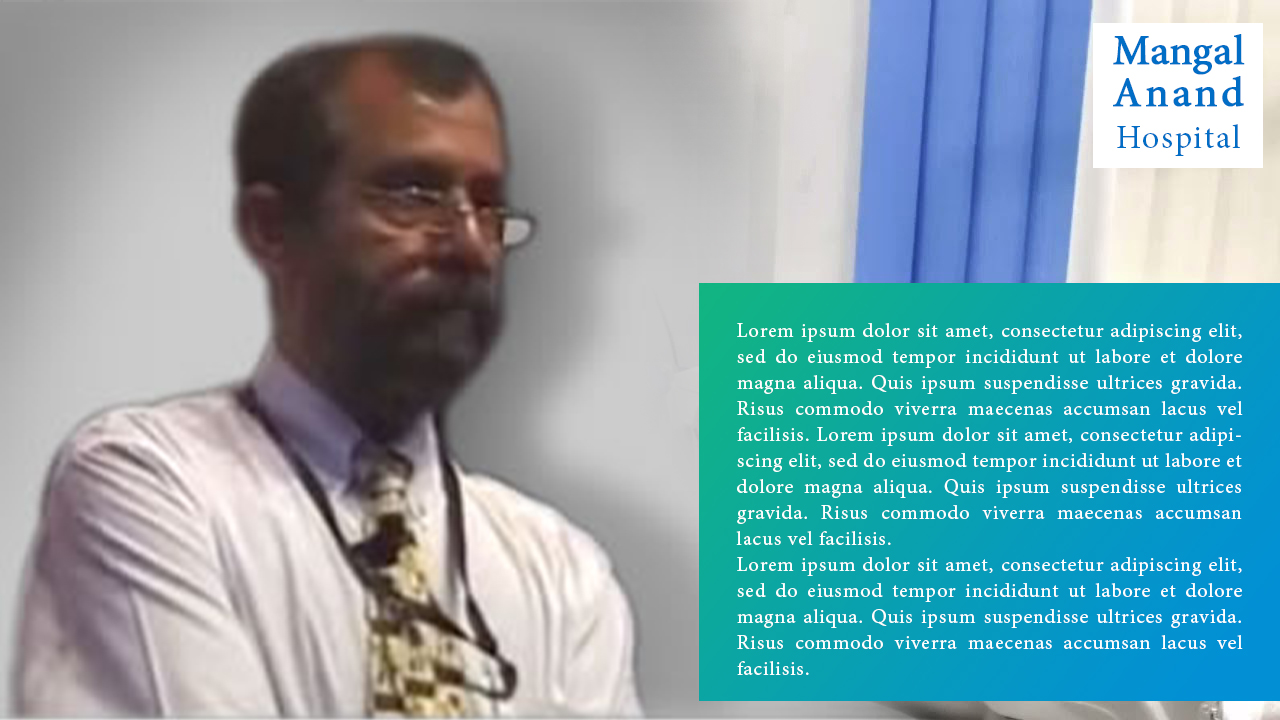 Mangal
Anand
Hospital
Lorem ipsum dolor sit amet, consectetur adipiscing elit,
sed do eiusmod tempor incididunt ut labore et dolore
magna aliqua. Quis ipsum suspendisse ultrices gravida.
Risus commodo viverra maecenas accumsan lacus vel
facilisis. Lorem ipsum dolor sit amet, consectetur adipi-
scing elit, sed do eiusmod tempor incididunt ut labore et
dolore magna aliqua. Quis ipsum suspendisse ultrices
gravida. Risus commodo viverra maecenas accumsan
lacus vel facilisis.
Lorem ipsum dolor sit amet, consectetur adipiscing elit,
sed do eiusmod tempor incididunt ut labore et dolore
magna aliqua. Quis ipsum suspendisse ultrices gravida.
Risus commodo viverra maecenas accumsan lacus vel
facilisis.